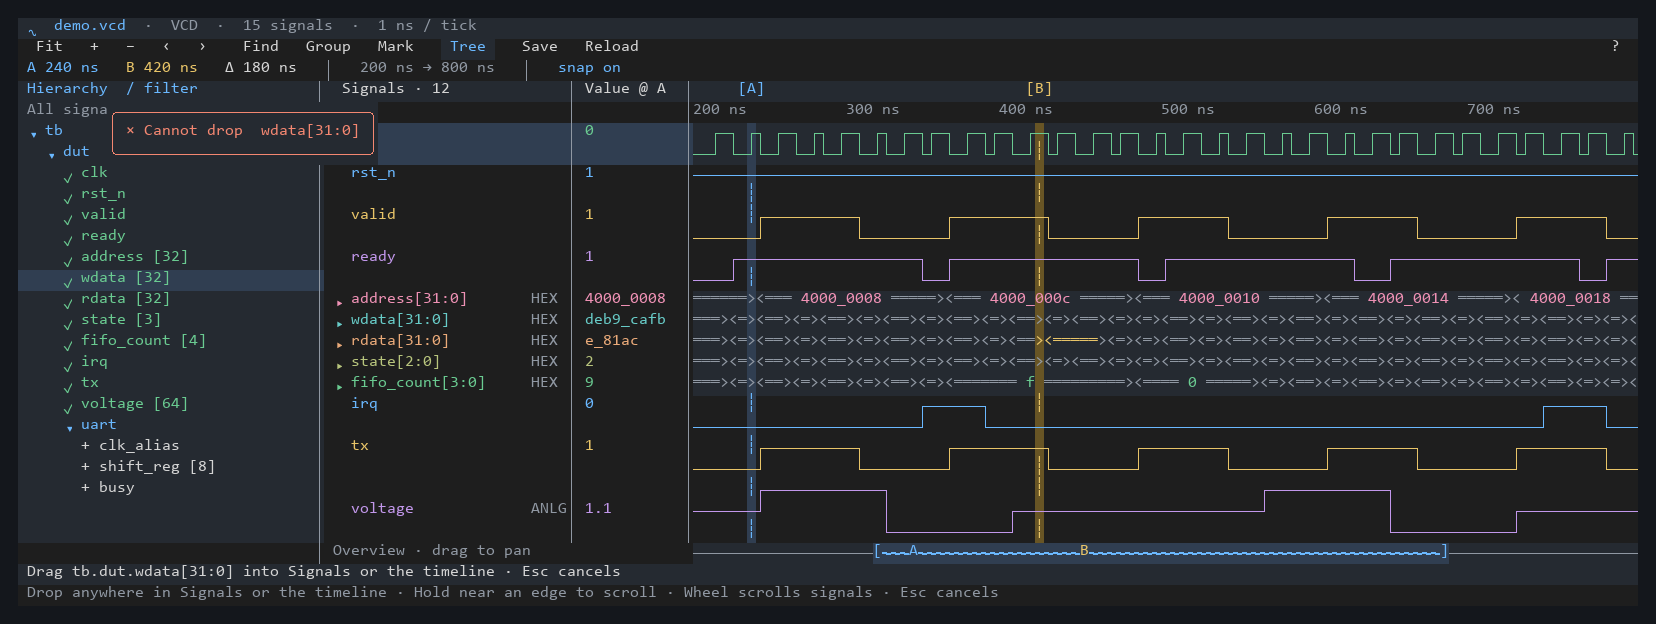 demo.vcd · VCD · 15 signals · 1 ns / tick
Fit + − ‹ › Find Group Mark Tree Save Reload ?
A 240 ns B 420 ns Δ 180 ns │ 200 ns → 800 ns │ snap on
Hierarchy / filter Signals · 12 Value @ A [A] [B]
All signa 200 ns 300 ns 400 ns 500 ns 600 ns 700 ns
▾ tb × Cannot drop wdata[31:0] 0
▾ dut
✓ clk rst_n 1
✓ rst_n
✓ valid valid 1
✓ ready
✓ address [32] ready 1
✓ wdata [32]
✓ rdata [32] ▸ address[31:0] HEX 4000_0008 4000_0008 4000_000c 4000_0010 4000_0014 4000_0018
✓ state [3] ▸ wdata[31:0] HEX deb9_cafb
✓ fifo_count [4] ▸ rdata[31:0] HEX e_81ac
✓ irq ▸ state[2:0] HEX 2
✓ tx ▸ fifo_count[3:0] HEX 9 f 0
✓ voltage [64] irq 0
▾ uart
+ clk_alias tx 1
+ shift_reg [8]
+ busy
voltage ANLG 1.1
Overview · drag to pan [ A B ]
Drag tb.dut.wdata[31:0] into Signals or the timeline · Esc cancels
Drop anywhere in Signals or the timeline · Hold near an edge to scroll · Wheel scrolls signals · Esc cancels